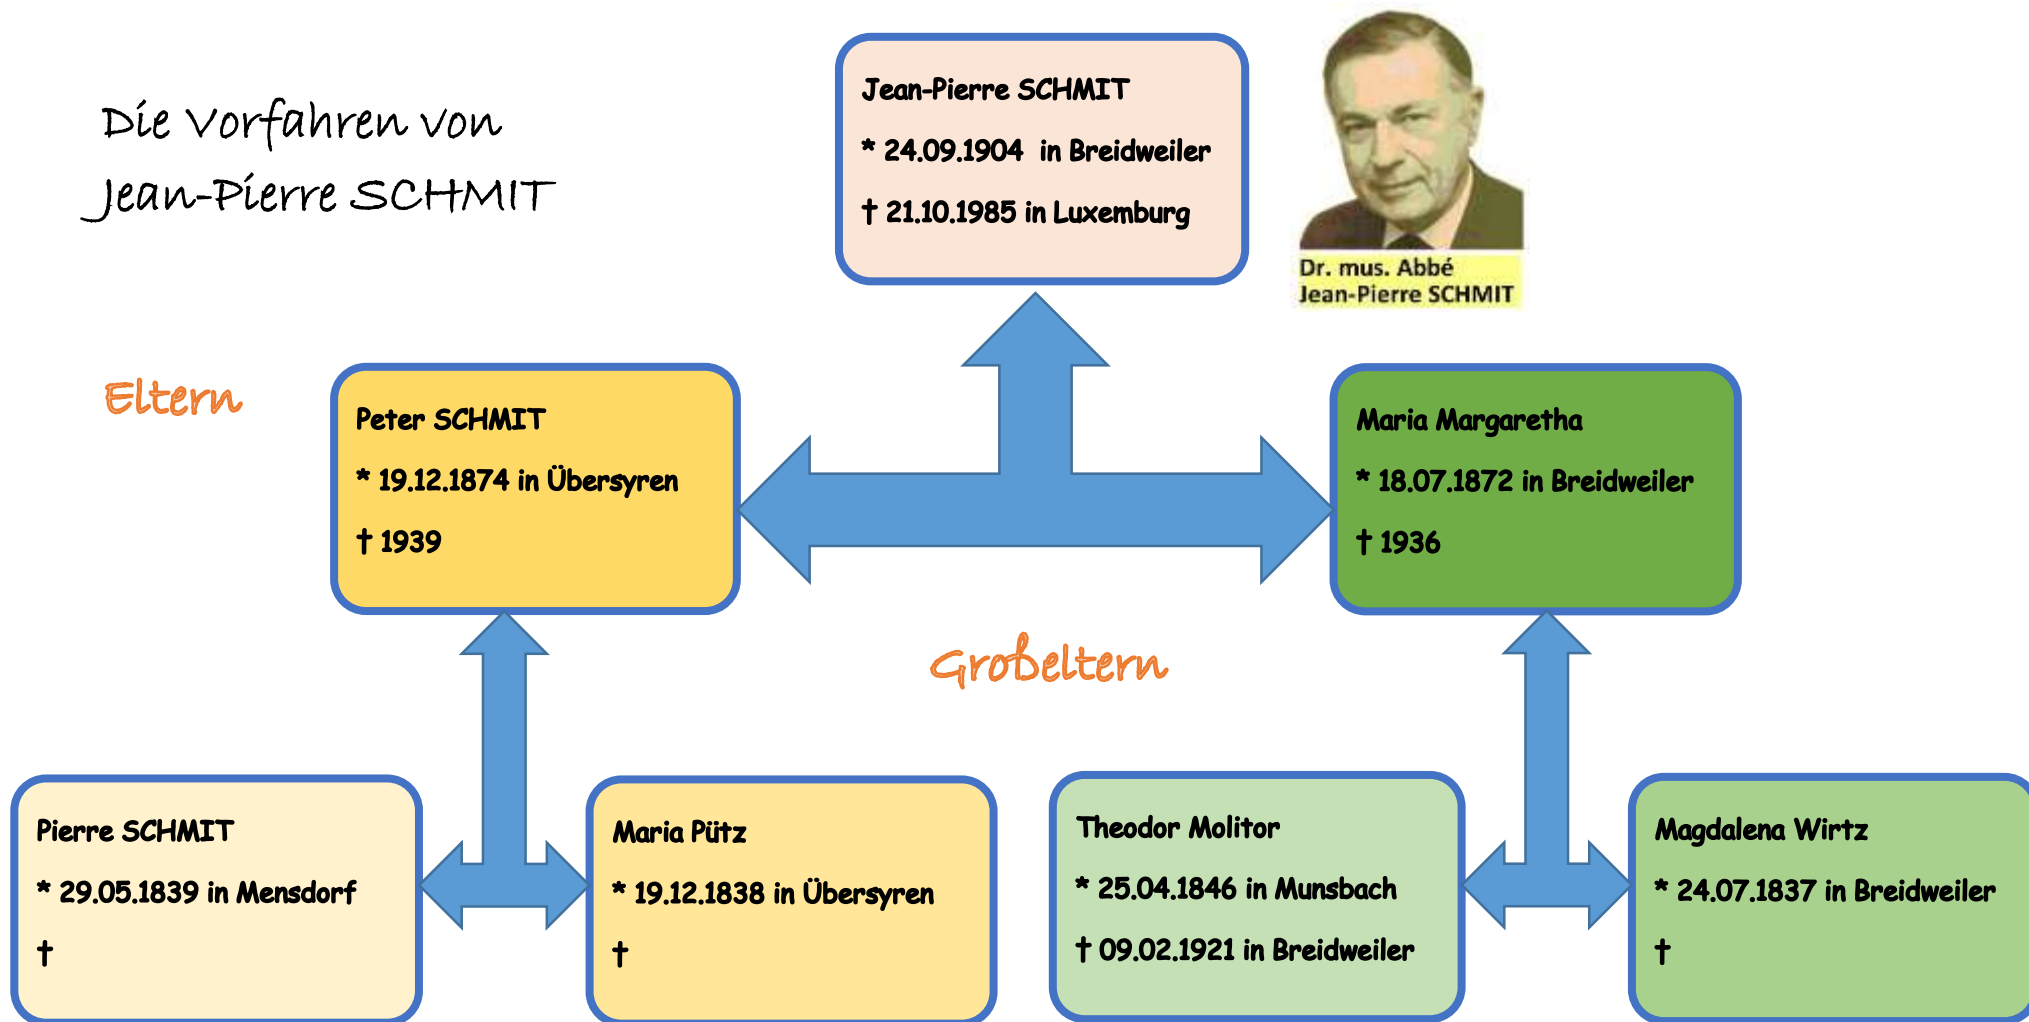 Die Vorfahren von
Jean-Pierre SCHMIT
Jean-Pierre SCHMIT
* 24.09.1904 in Breidweiler
† 21.10.1985 in Luxemburg
Dr. mus. Abbé
Jean-Pierre SCHMIT
Eltern
Peter SCHMIT
* 19.12.1874 in Übersyren
† 1939
Maria Margaretha
* 18.07.1872 in Breidweiler
† 1936
Großeltern
Pierre SCHMIT
* 29.05.1839 in Mensdorf
†
Maria Pütz
* 19.12.1838 in Übersyren
†
Theodor Molitor
* 25.04.1846 in Munsbach
† 09.02.1921 in Breidweiler
Magdalena Wirtz
* 24.07.1837 in Breidweiler
†